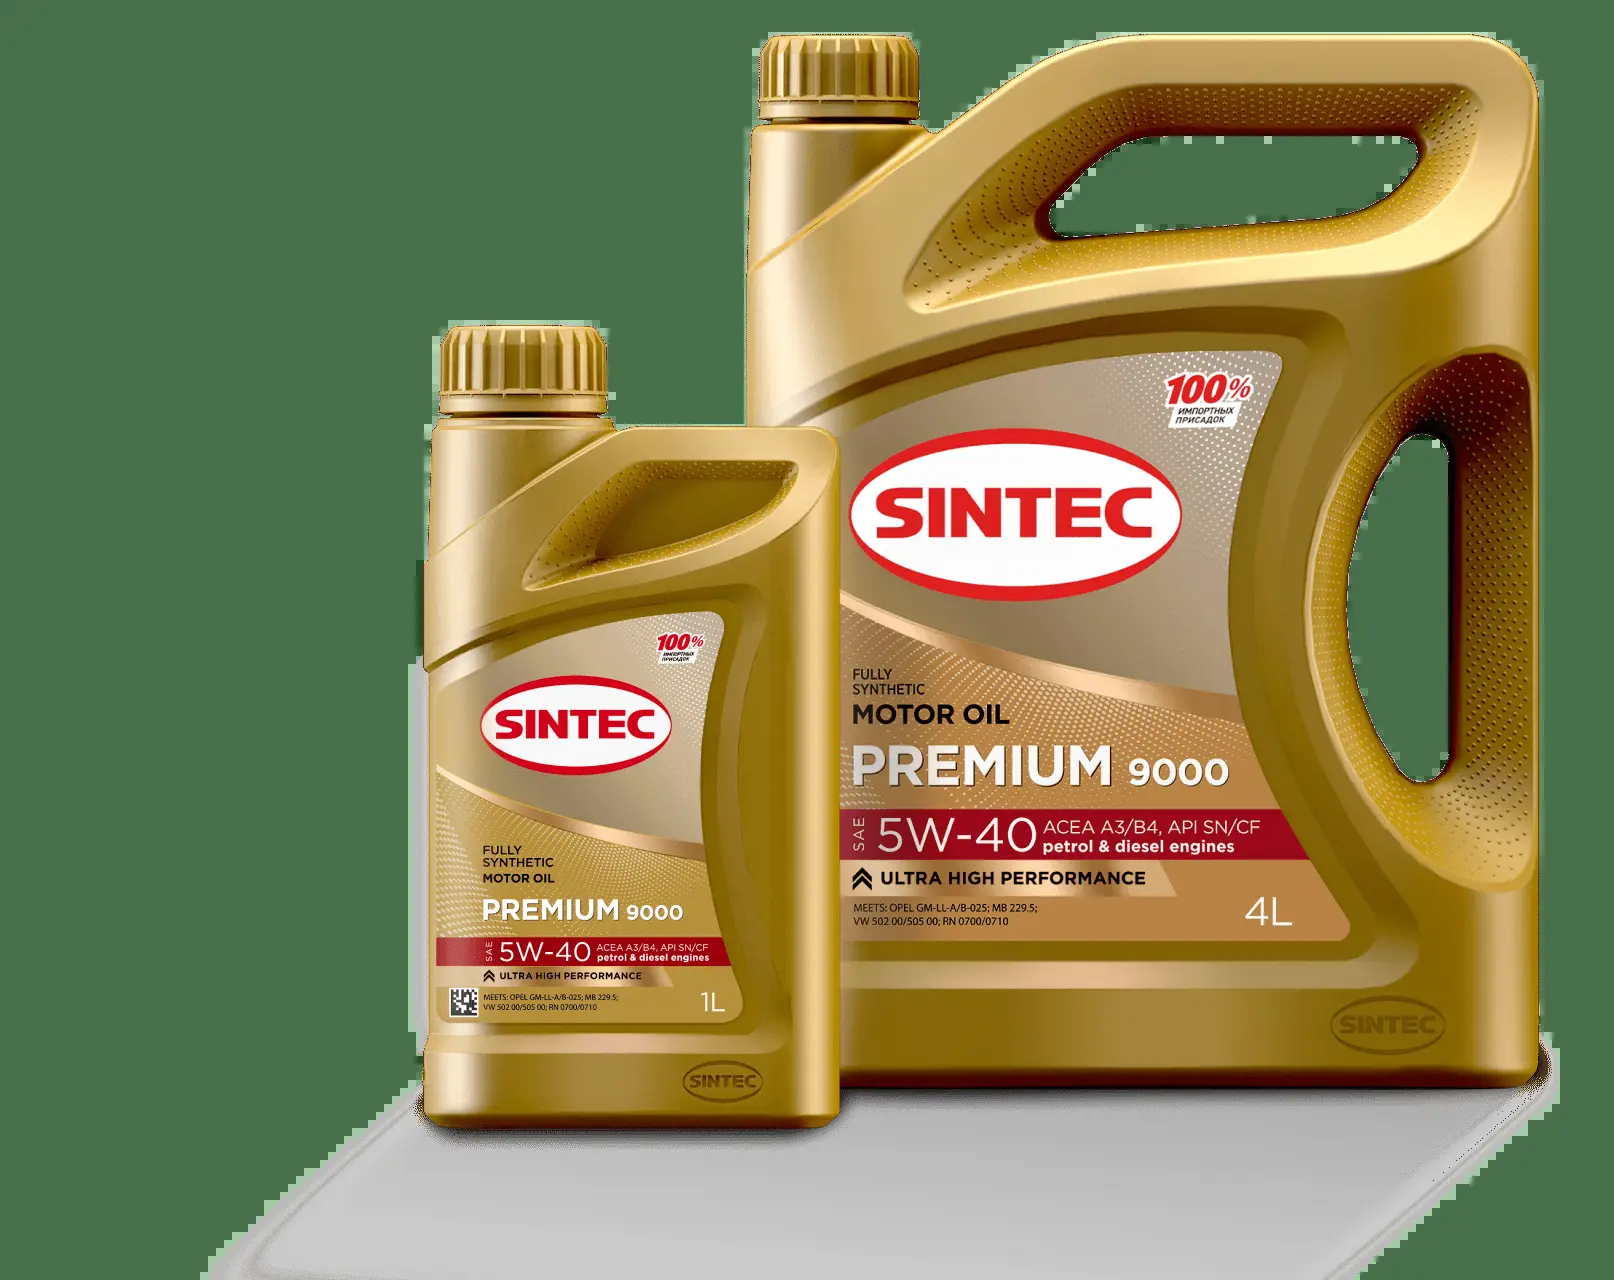 100%
ИМПОРТНЫХ
ПРИСАДОК
SINTEC
FULLY
SYNTHETIC
MOTOR OIL
PREMIUM 9000
SAE 5W-40 ACEA A3/B4, API SN/CF
petrol & diesel engines
ULTRA HIGH PERFORMANCE
MEETS: OPEL GM-LL-A/B-025; MB 229.5;
VW 502 00/505 00; RN 0700/0710
4L
SINTEC
100%
ИМПОРТНЫХ
ПРИСАДОК
SINTEC
FULLY
SYNTHETIC
MOTOR OIL
PREMIUM 9000
SAE 5W-40 ACEA A3/B4, API SN/CF
petrol & diesel engines
ULTRA HIGH PERFORMANCE
MEETS: OPEL GM-LL-A/B-025; MB 229.5;
VW 502 00/505 00; RN 0700/0710
1L
SINTEC